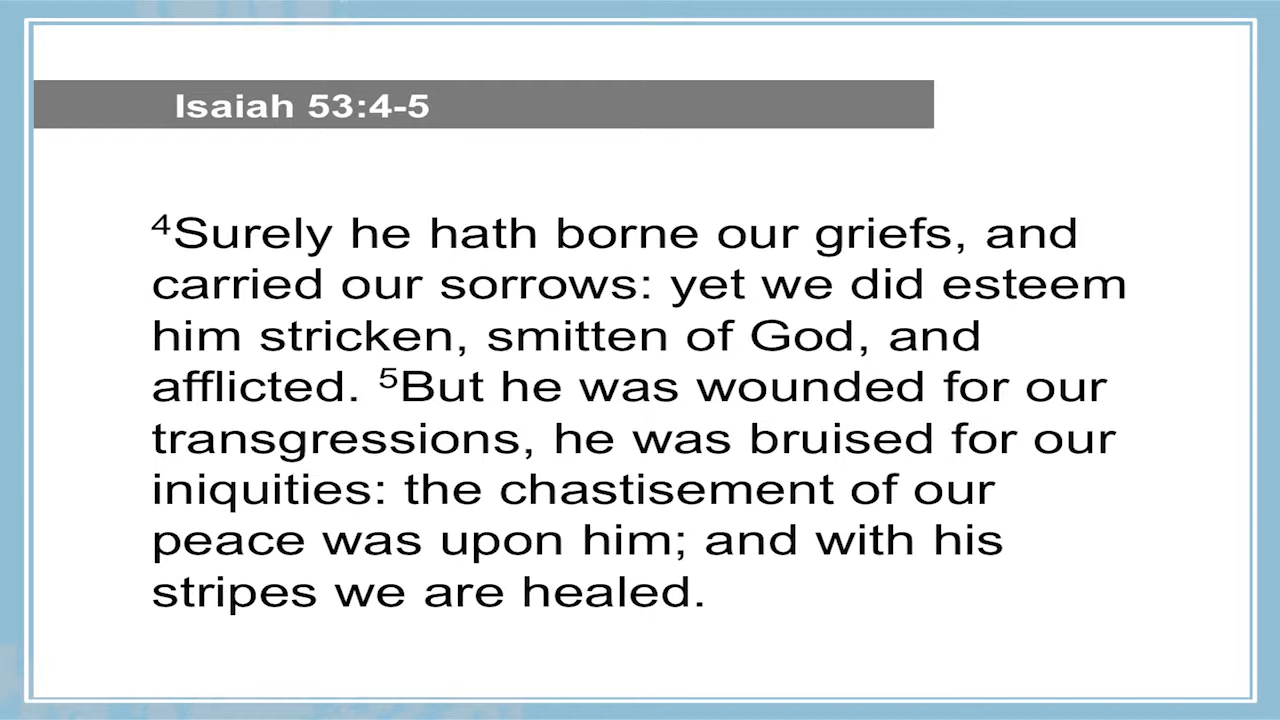 Isaiah 53:4-5
⁴Surely he hath borne our griefs, and
carried our sorrows: yet we did esteem
him stricken, smitten of God, and
afflicted. ⁵But he was wounded for our
transgressions, he was bruised for our
iniquities: the chastisement of our
peace was upon him; and with his
stripes we are healed.